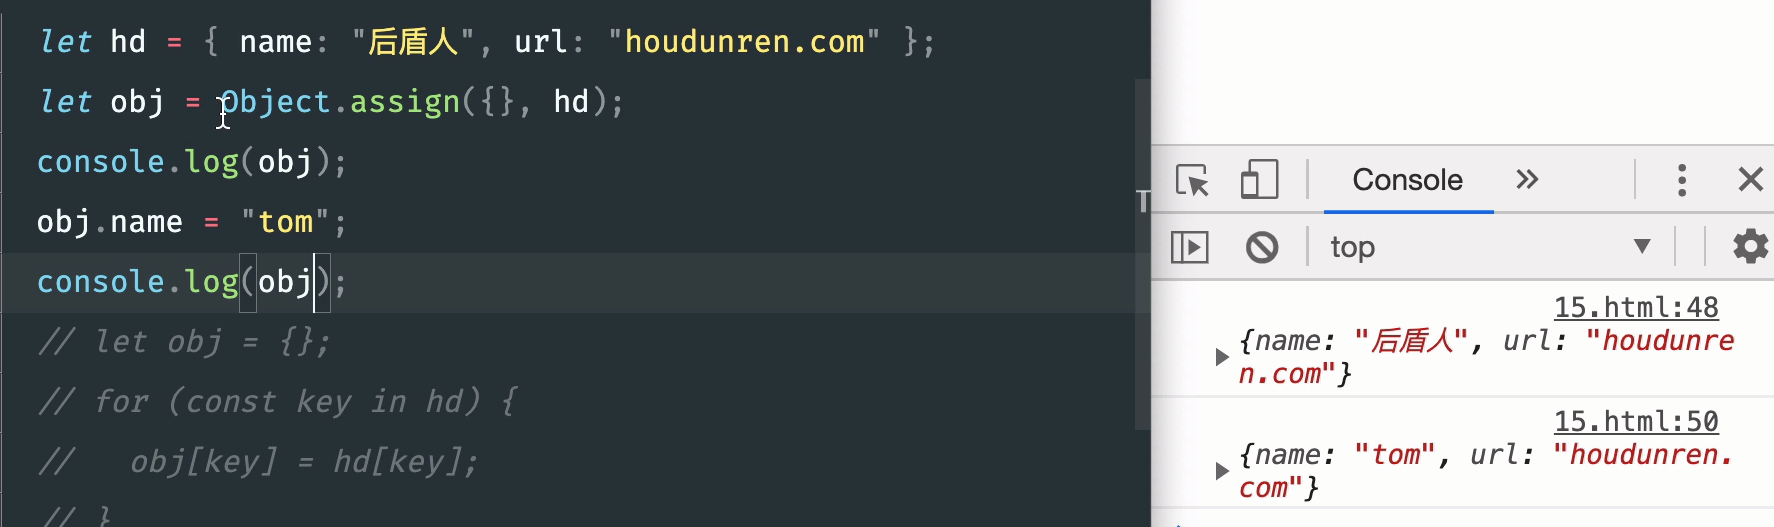 let hd = { name: "后盾人", url: "houdunren.com" };
let obj = Object.assign({}, hd);
console.log(obj);
obj.name = "tom";
console.log(obj);
// let obj = {};
// for (const key in hd) {
//   obj[key] = hd[key];
// }
T
Console
top
15.html:48
{name: "后盾人", url: "houdunre
n.com"}
15.html:50
{name: "tom", url: "houdunren.
com"}